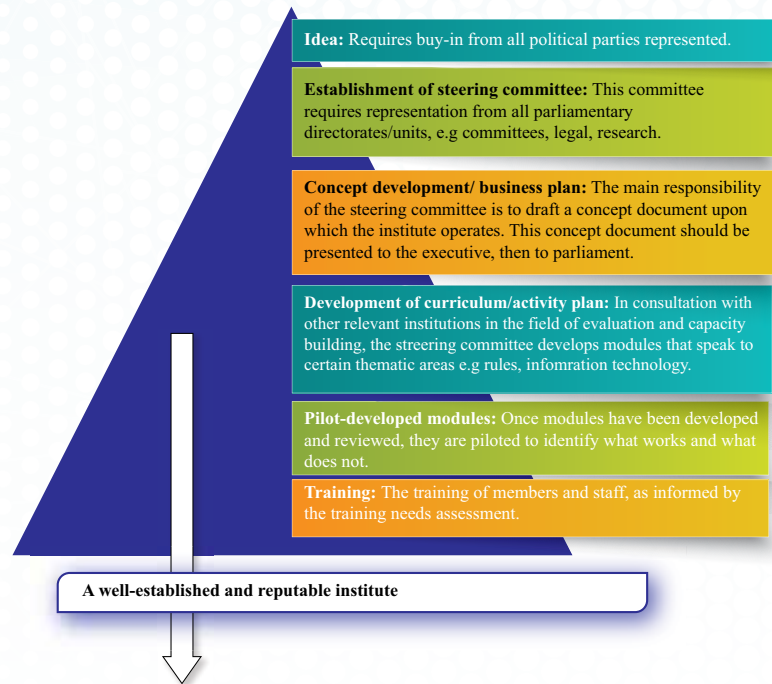 Idea: Requires buy-in from all political parties represented.
Establishment of steering committee: This committee
requires representation from all parliamentary
directorates/units, e.g committees, legal, research.
Concept development/ business plan: The main responsibility
of the steering committee is to draft a concept document upon
which the institute operates. This concept document should be
presented to the executive, then to parliament.
Development of curriculum/activity plan: In consultation with
other relevant institutions in the field of evaluation and capacity
building, the streering committee develops modules that speak to
certain thematic areas e.g rules, infomration technology.
Pilot-developed modules: Once modules have been developed
and reviewed, they are piloted to identify what works and what
does not.
Training: The training of members and staff, as informed by
the training needs assessment.
A well-established and reputable institute